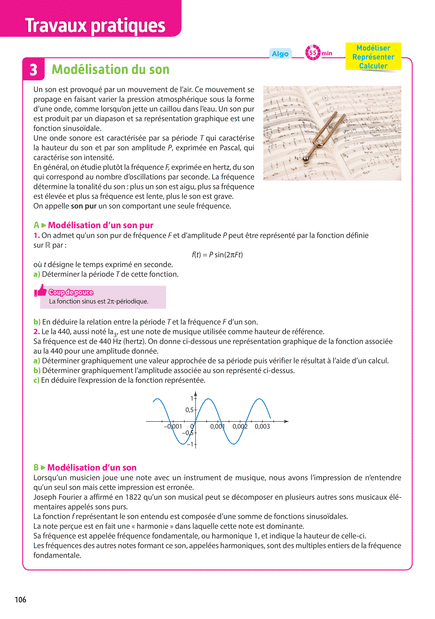 Travaux pratiques
Algo
55 min
Modéliser
Représenter
Calculer
3 Modélisation du son
Un son est provoqué par un mouvement de l'air. Ce mouvement se
propage en faisant varier la pression atmosphérique sous la forme
d'une onde, comme lorsqu'on jette un caillou dans l'eau. Un son pur
est produit par un diapason et sa représentation graphique est une
fonction sinusoïdale.
Une onde sonore est caractérisée par sa période T qui caractérise
la hauteur du son et par son amplitude P, exprimée en Pascal, qui
caractérise son intensité.
En général, on étudie plutôt la fréquence F, exprimée en hertz, du son
qui correspond au nombre d'oscillations par seconde. La fréquence
détermine la tonalité du son : plus un son est aigu, plus sa fréquence
est élevée et plus sa fréquence est lente, plus le son est grave.
On appelle son pur un son comportant une seule fréquence.
A ▶ Modélisation d'un son pur
1. On admet qu'un son pur de fréquence F et d'amplitude P peut être représenté par la fonction définie
sur ℝ par :
f(t) = P sin(2πFt)
où t désigne le temps exprimé en seconde.
a) Déterminer la période T de cette fonction.
Coup de pouce
La fonction sinus est 2π-périodique.
b) En déduire la relation entre la période T et la fréquence F d'un son.
2. Le la 440, aussi noté la3, est une note de musique utilisée comme hauteur de référence.
Sa fréquence est de 440 Hz (hertz). On donne ci-dessous une représentation graphique de la fonction associée
au la 440 pour une amplitude donnée.
a) Déterminer graphiquement une valeur approchée de sa période puis vérifier le résultat à l'aide d'un calcul.
b) Déterminer graphiquement l'amplitude associée au son représenté ci-dessus.
c) En déduire l'expression de la fonction représentée.
1
0,5
–0,001 0 0,001 0,002 0,003
–0,5
–1
B ▶ Modélisation d'un son
Lorsqu'un musicien joue une note avec un instrument de musique, nous avons l'impression de n'entendre
qu'un seul son mais cette impression est erronée.
Joseph Fourier a affirmé en 1822 qu'un son musical peut se décomposer en plusieurs autres sons musicaux élé-
mentaires appelés sons purs.
La fonction f représentant le son entendu est composée d'une somme de fonctions sinusoïdales.
La note perçue est en fait une « harmonie » dans laquelle cette note est dominante.
Sa fréquence est appelée fréquence fondamentale, ou harmonique 1, et indique la hauteur de celle-ci.
Les fréquences des autres notes formant ce son, appelées harmoniques, sont des multiples entiers de la fréquence
fondamentale.
106